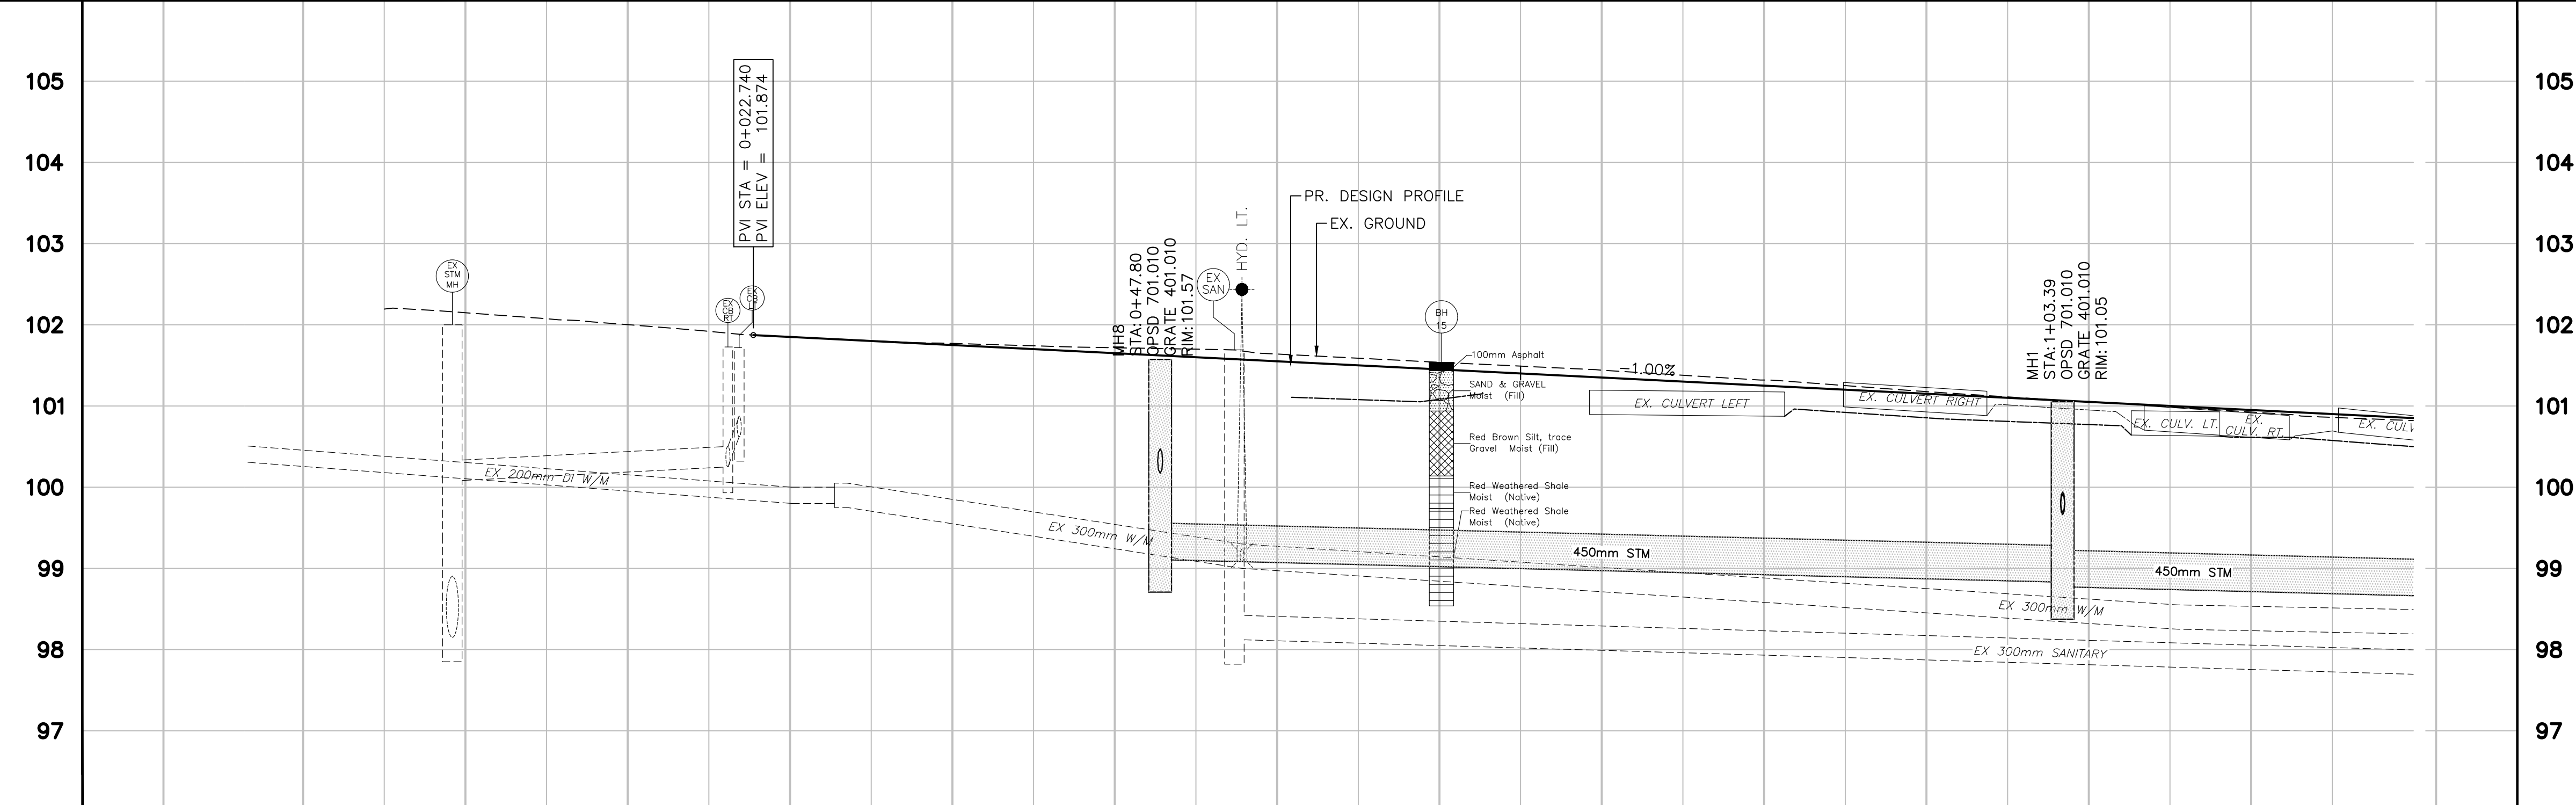 105
104
103
102
101
100
99
98
97
EX
STM
MH
EX
CB
RT
EX
CB
LT
PVI STA = 0+022.740
PVI ELEV = 101.874
MH8
STA:0+47.80
OPSD 701.010
GRATE 401.010
RIM:101.57
EX
SAN
HYD. LT.
PR. DESIGN PROFILE
EX. GROUND
BH
15
100mm Asphalt
SAND & GRAVEL
Moist (Fill)
Red Brown Silt, trace
Gravel Moist (Fill)
Red Weathered Shale
Moist (Native)
Red Weathered Shale
Moist (Native)
-1.00%
EX. CULVERT LEFT
EX. CULVERT RIGHT
MH1
STA:1+03.39
OPSD 701.010
GRATE 401.010
RIM:101.05
EX. CULV. LT.
EX.
CULV. RT.
EX. CULV
EX 200mm DI W/M
EX 300mm W/M
450mm STM
450mm STM
EX 300mm W/M
EX 300mm SANITARY
105
104
103
102
101
100
99
98
97